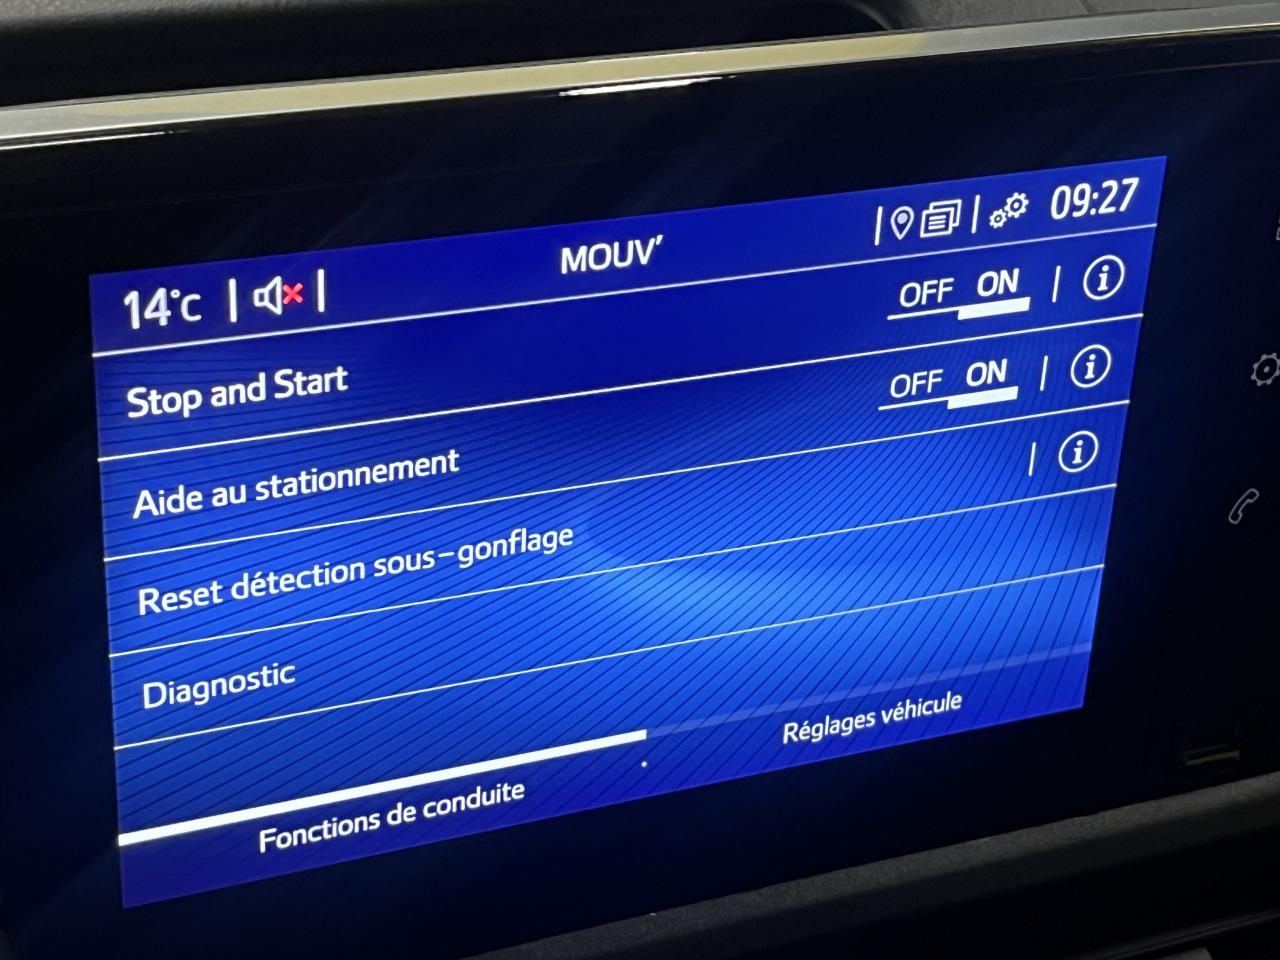 14°C
MOUV'
09:27
Stop and Start
OFF ON
Aide au stationnement
OFF ON
Reset détection sous-gonflage
Diagnostic
Fonctions de conduite
Réglages véhicule